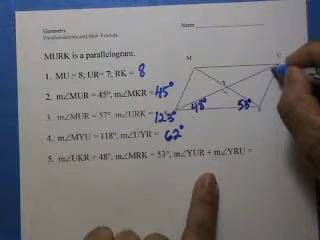 Geometry
Name
Parallelograms and their Friends
MURK is a parallelogram.
M
U
1. MU = 8; UR= 7; RK = 8
Y
2. m∠MUR = 45°, m∠MKR = 45°
48° 53°
3. m∠MUR = 57°. m∠URK = 123°
4. m∠MYU = 118°, m∠UYR = 62°
5. m∠UKR = 48°, m∠MRK = 53°, m∠YUR + m∠YRU =